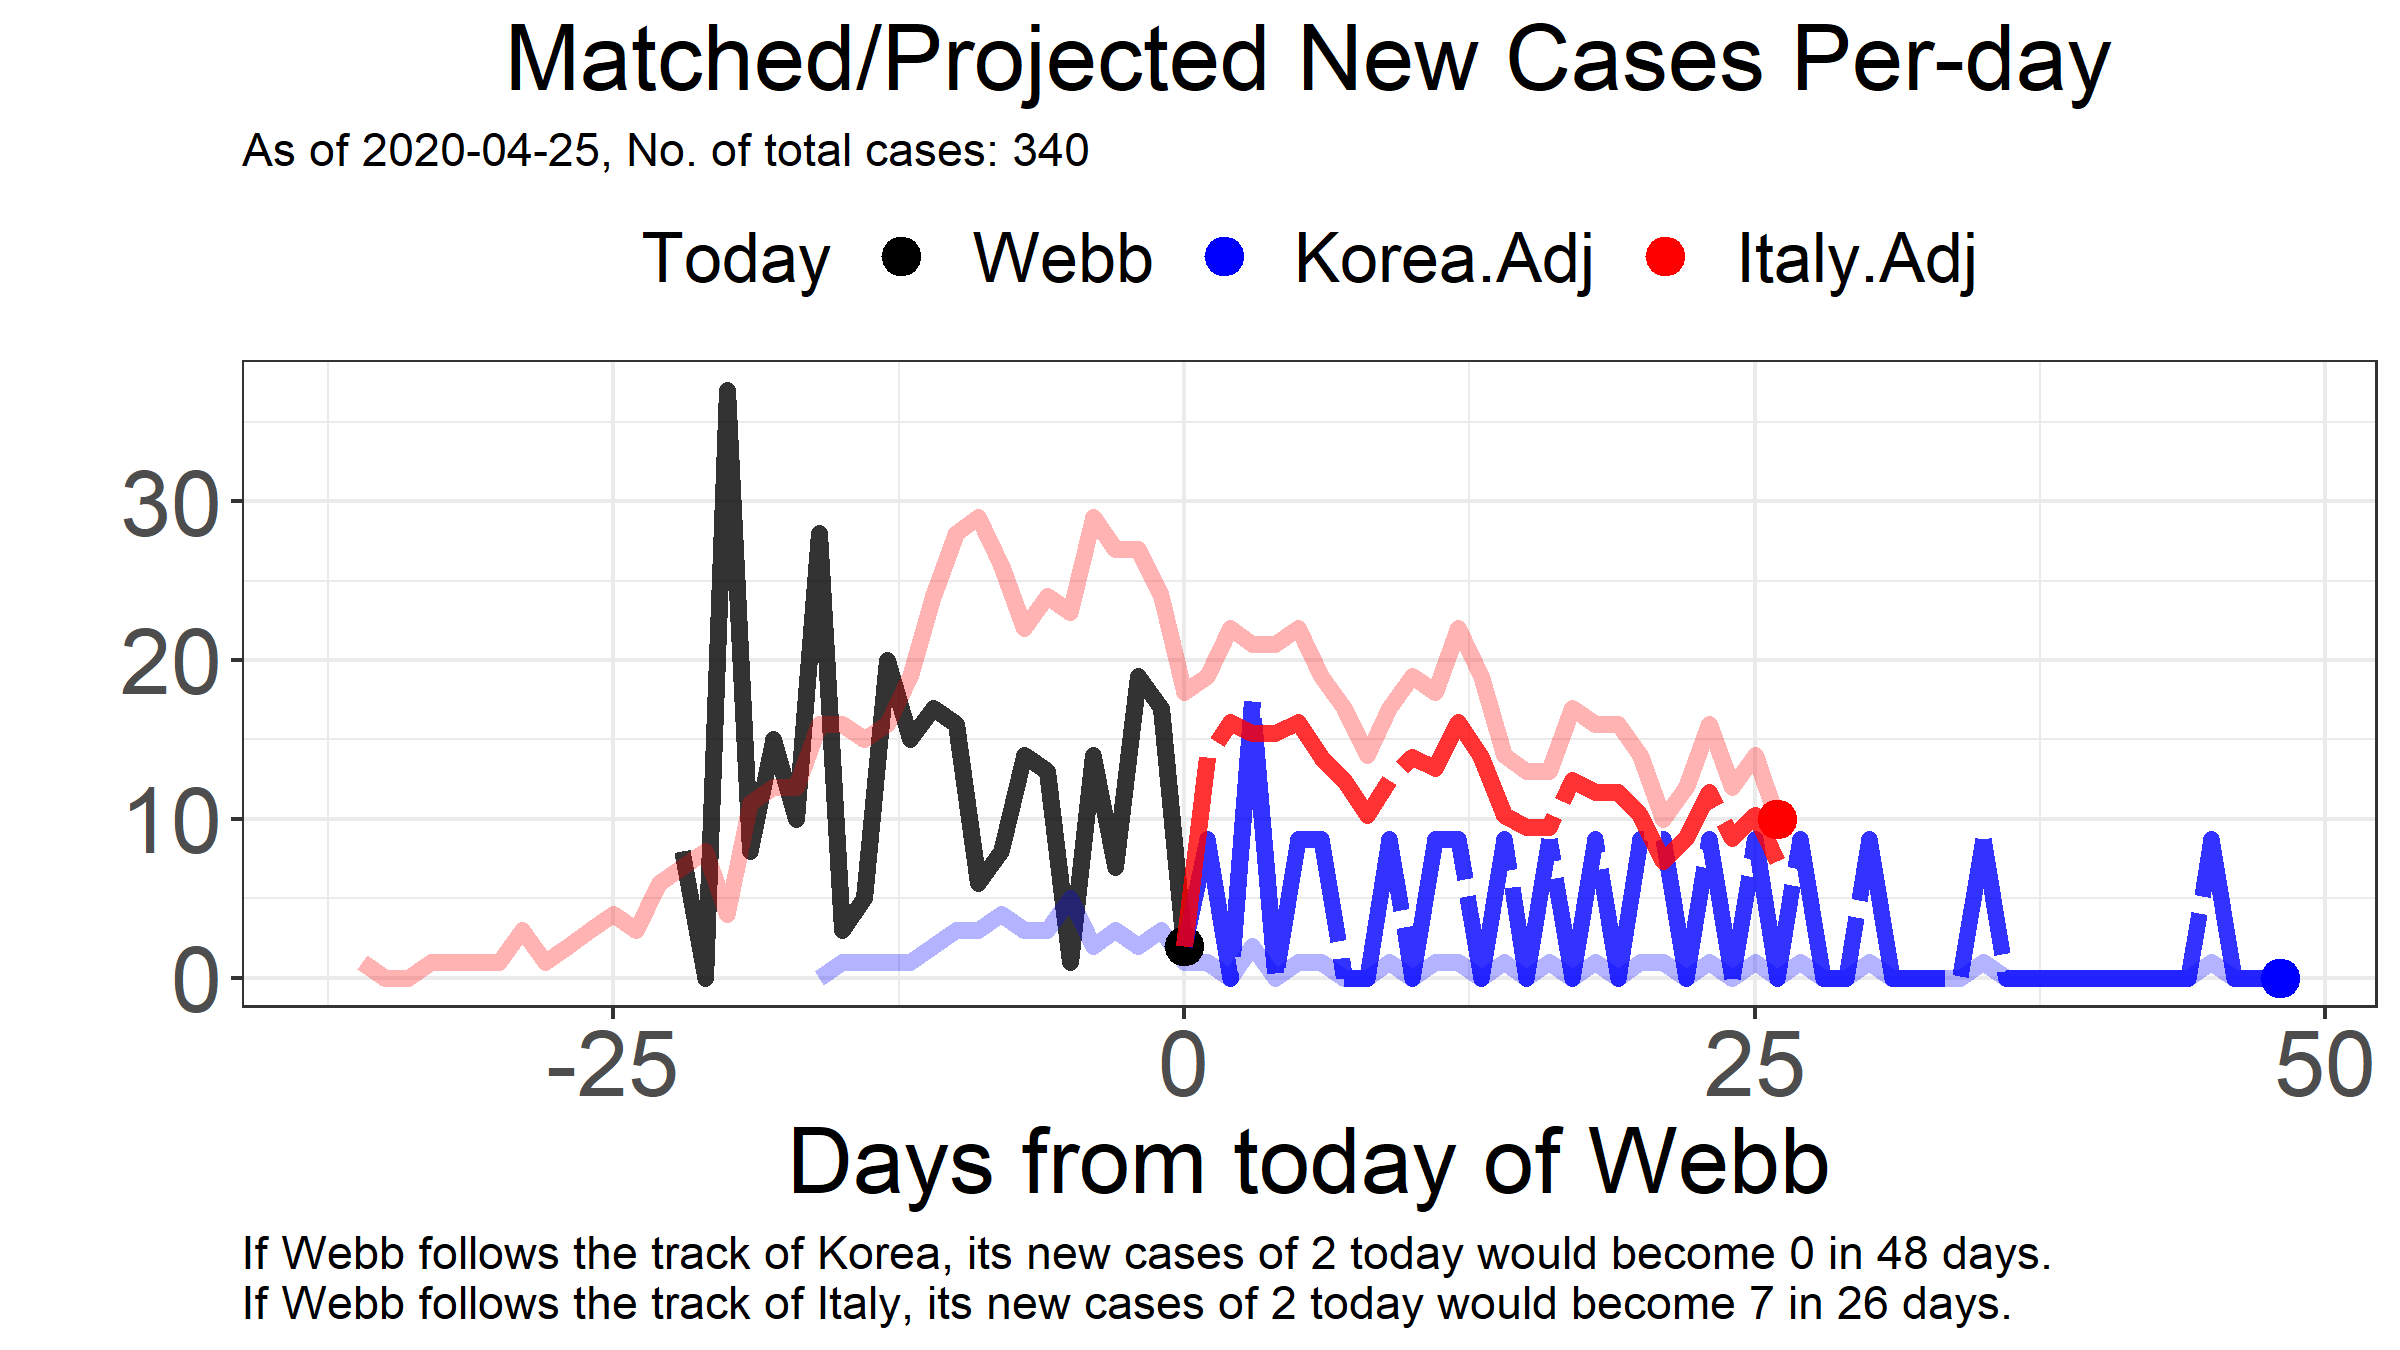 Matched/Projected New Cases Per-day
As of 2020-04-25, No. of total cases: 340
Today Webb Korea.Adj Italy.Adj
30
20
10
0
-25 0 25 50
Days from today of Webb
If Webb follows the track of Korea, its new cases of 2 today would become 0 in 48 days.
If Webb follows the track of Italy, its new cases of 2 today would become 7 in 26 days.